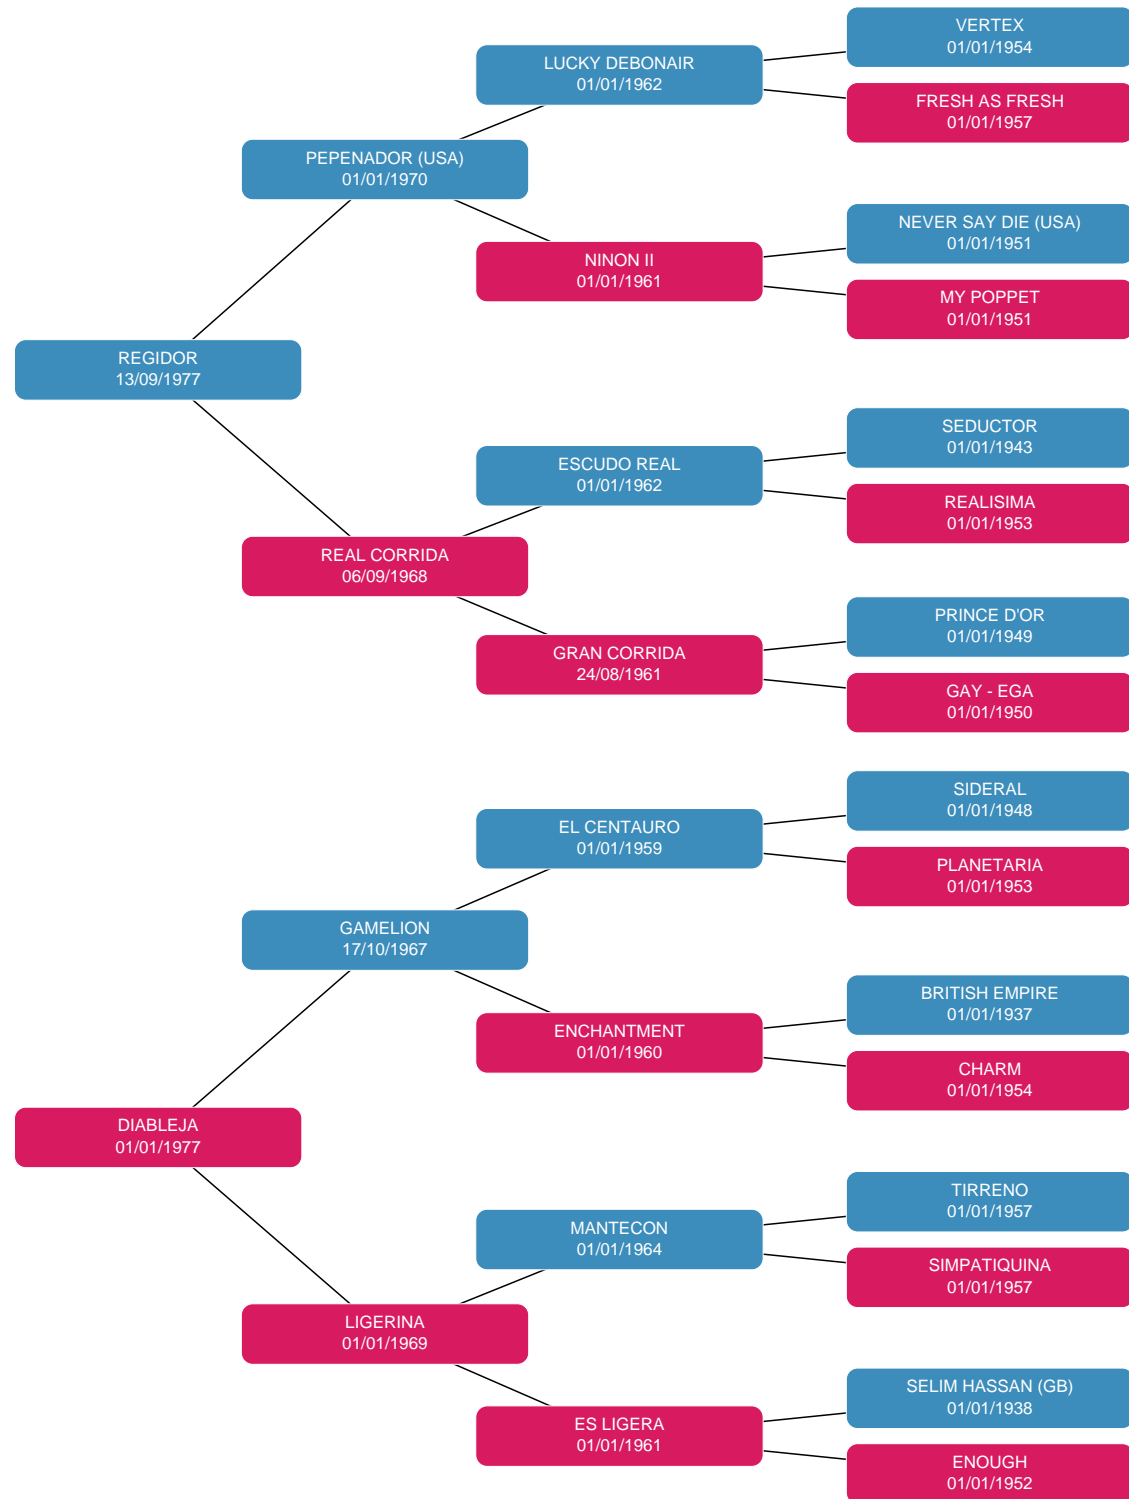 VERTEX
01/01/1954
LUCKY DEBONAIR
01/01/1962
FRESH AS FRESH
01/01/1957
PEPENADOR (USA)
01/01/1970
NEVER SAY DIE (USA)
01/01/1951
NINON II
01/01/1961
MY POPPET
01/01/1951
REGIDOR
13/09/1977
SEDUCTOR
01/01/1943
ESCUDO REAL
01/01/1962
REALISIMA
01/01/1953
REAL CORRIDA
06/09/1968
PRINCE D'OR
01/01/1949
GRAN CORRIDA
24/08/1961
GAY - EGA
01/01/1950
SIDERAL
01/01/1948
EL CENTAURO
01/01/1959
PLANETARIA
01/01/1953
GAMELION
17/10/1967
BRITISH EMPIRE
01/01/1937
ENCHANTMENT
01/01/1960
CHARM
01/01/1954
DIABLEJA
01/01/1977
TIRRENO
01/01/1957
MANTECON
01/01/1964
SIMPATIQUINA
01/01/1957
LIGERINA
01/01/1969
SELIM HASSAN (GB)
01/01/1938
ES LIGERA
01/01/1961
ENOUGH
01/01/1952